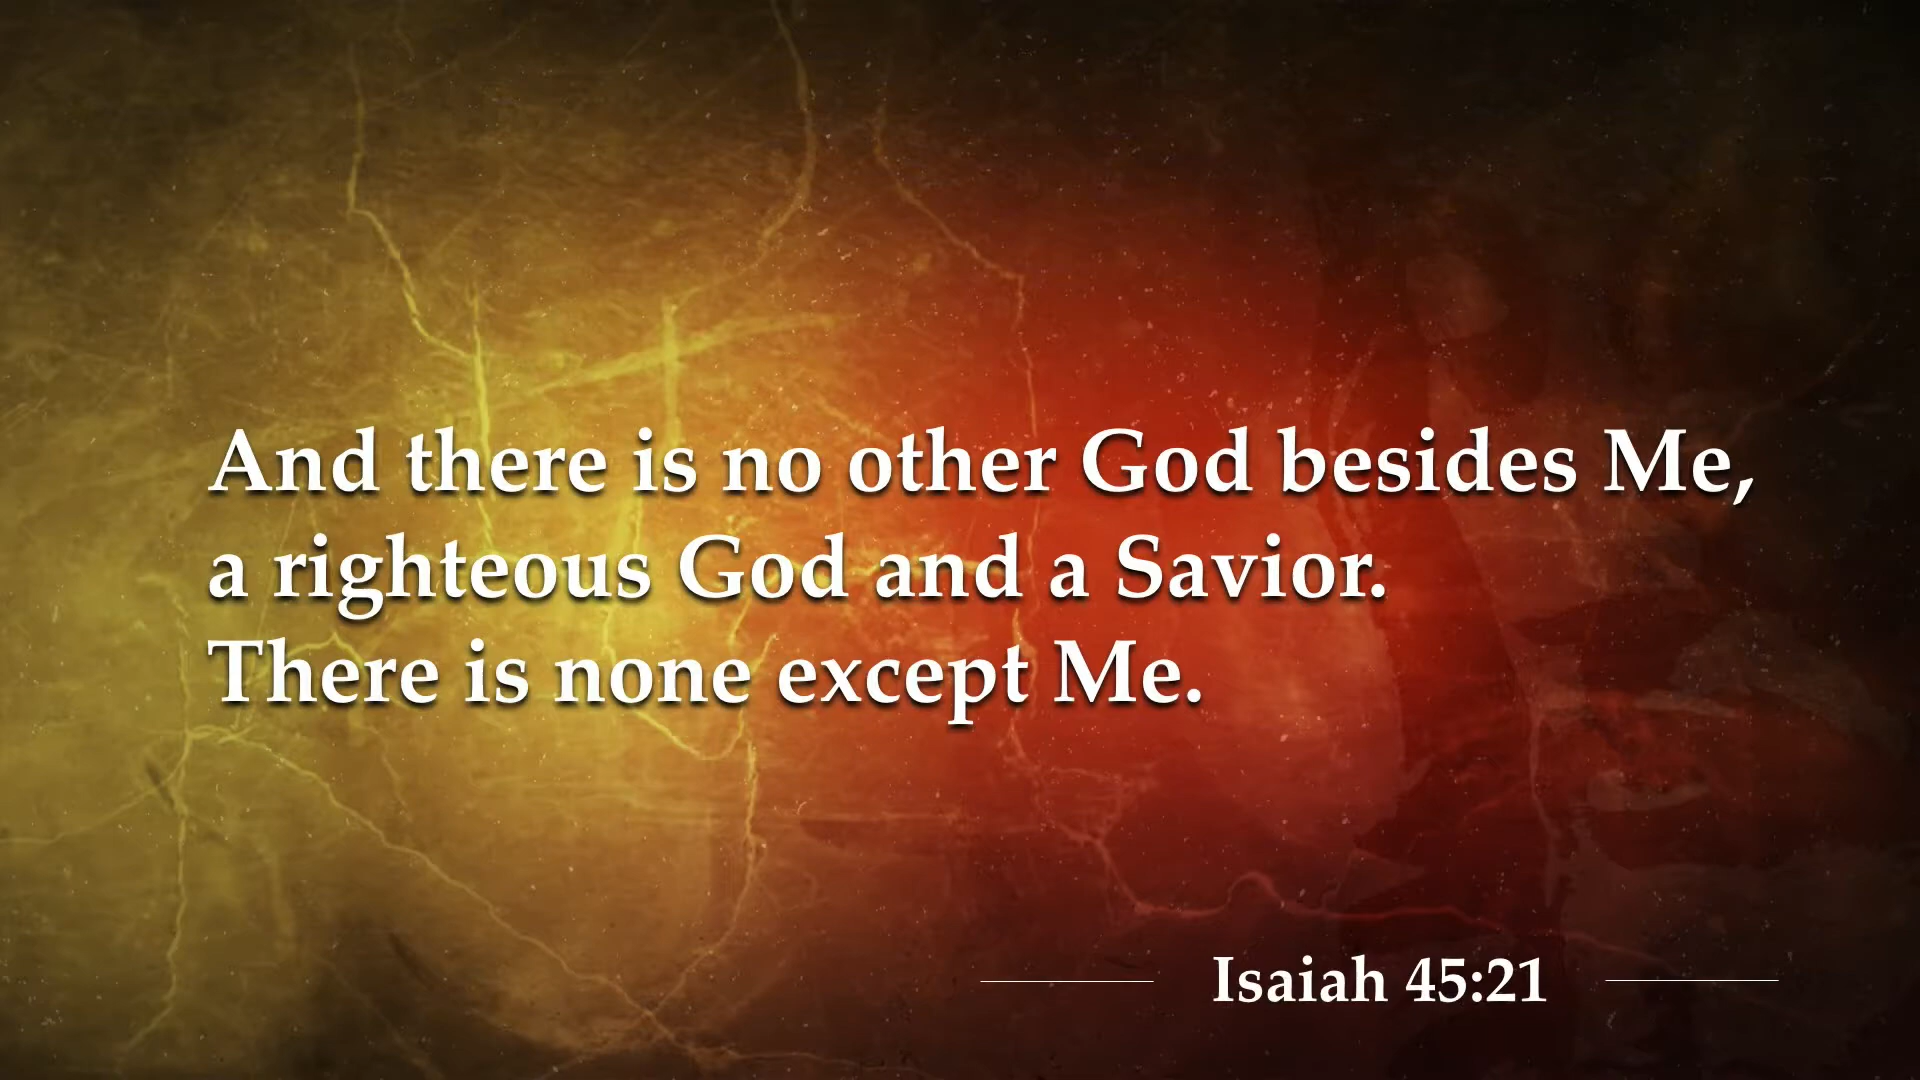 And there is no other God besides Me,
a righteous God and a Savior.
There is none except Me.
Isaiah 45:21